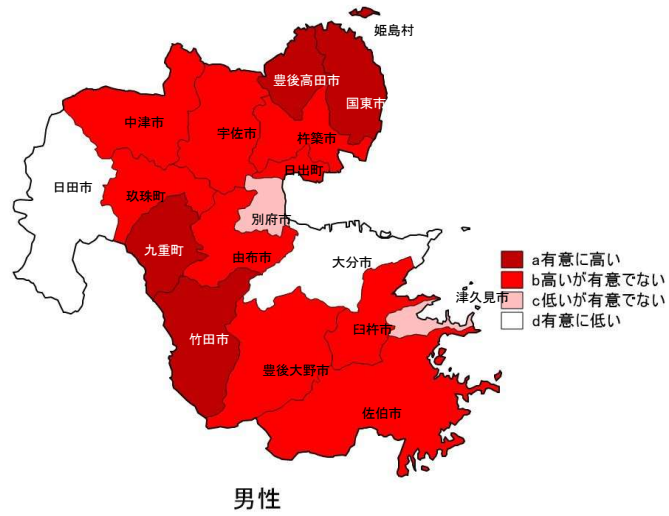 姫島村
豊後高田市
国東市
中津市
宇佐市
杵築市
日出町
日田市
玖珠町
別府市
九重町
由布市
大分市
a有意に高い
b高いが有意でない
c低いが有意でない
d有意に低い
津久見市
臼杵市
竹田市
豊後大野市
佐伯市
男性